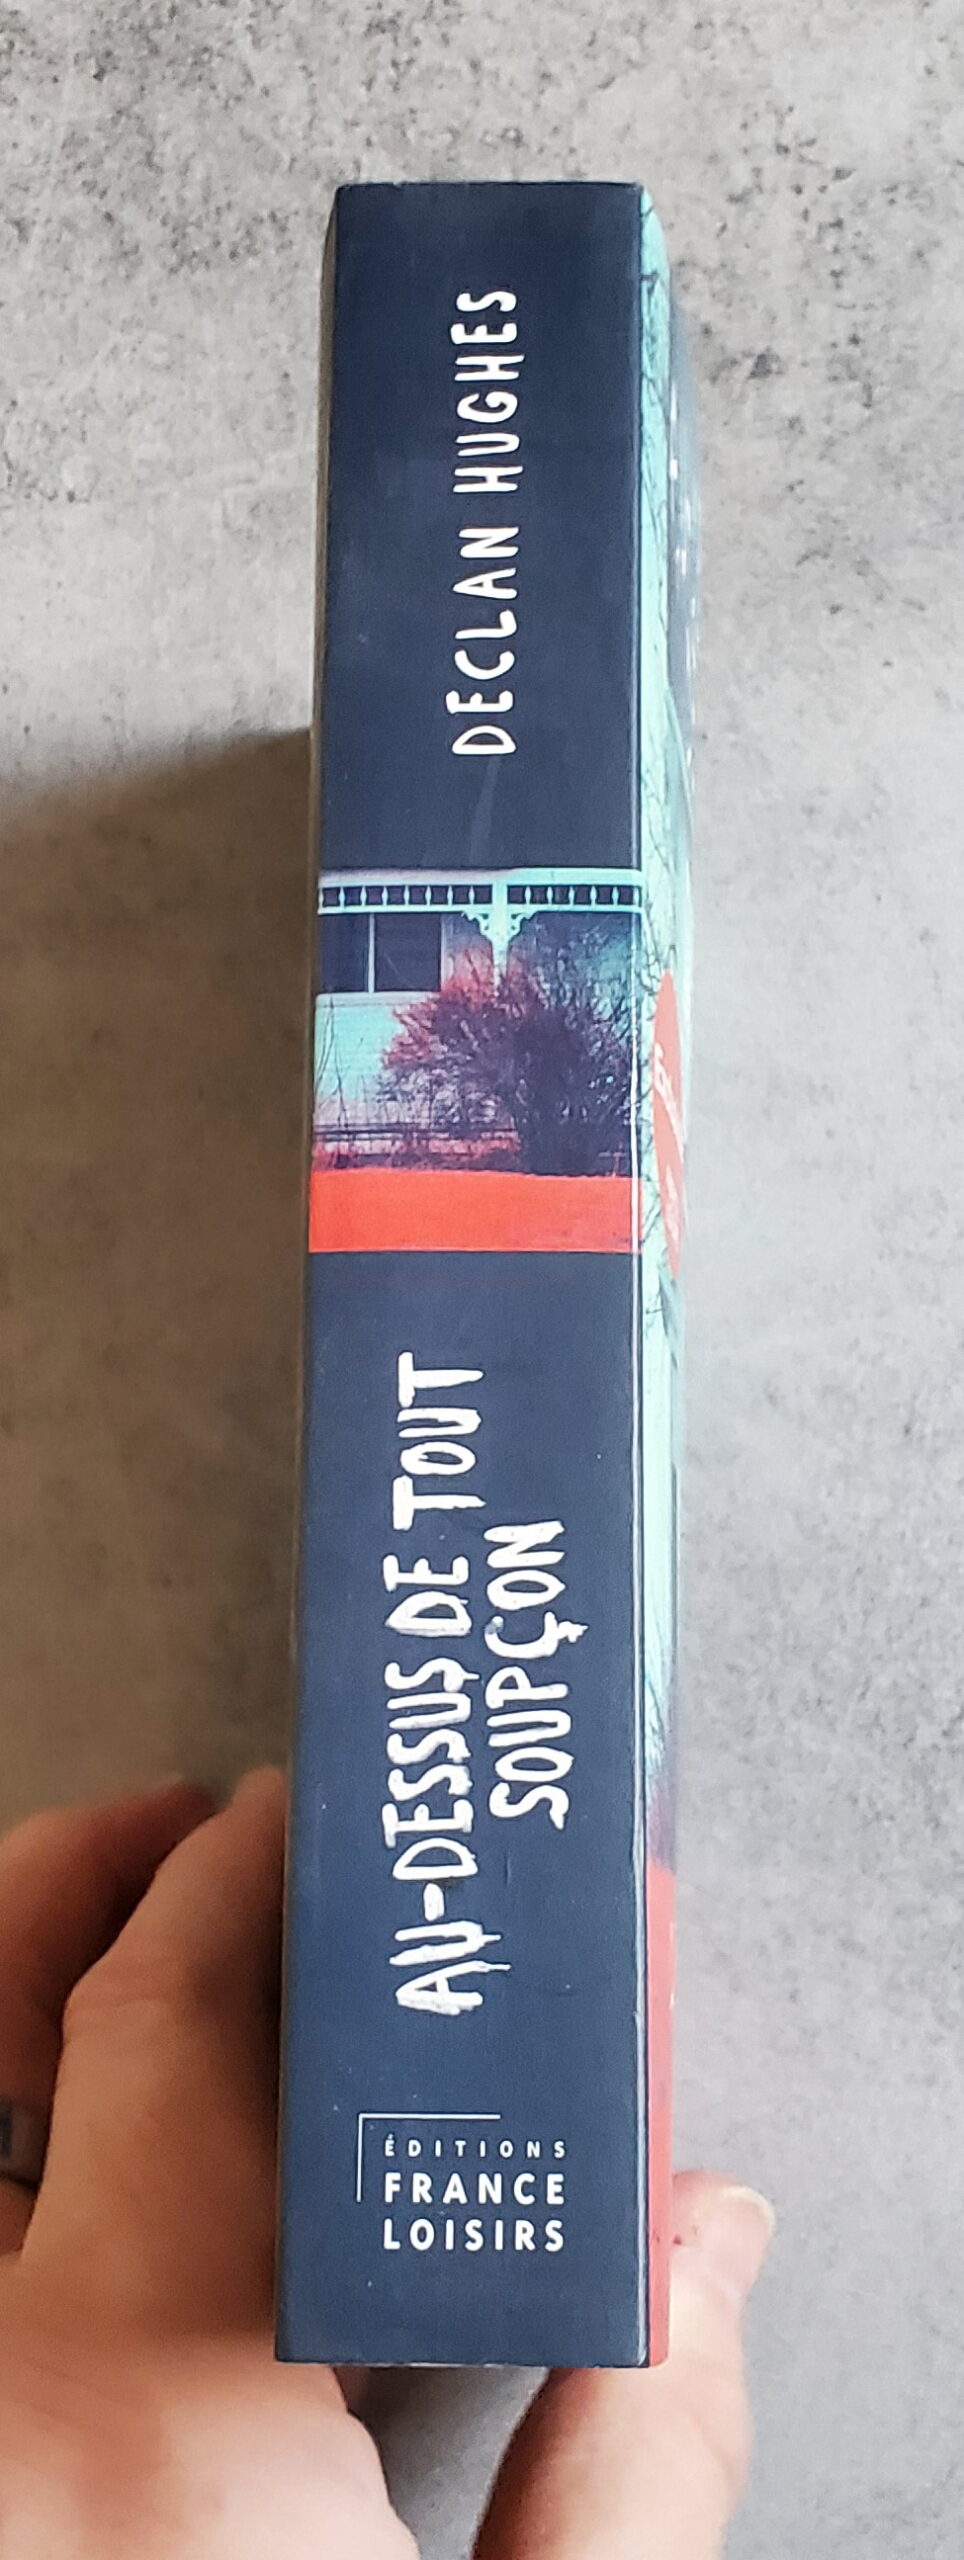 DECLAN HUGHES
AU-DESSUS DE TOUT
SOUPÇON
ÉDITIONS
FRANCE
LOISIRS